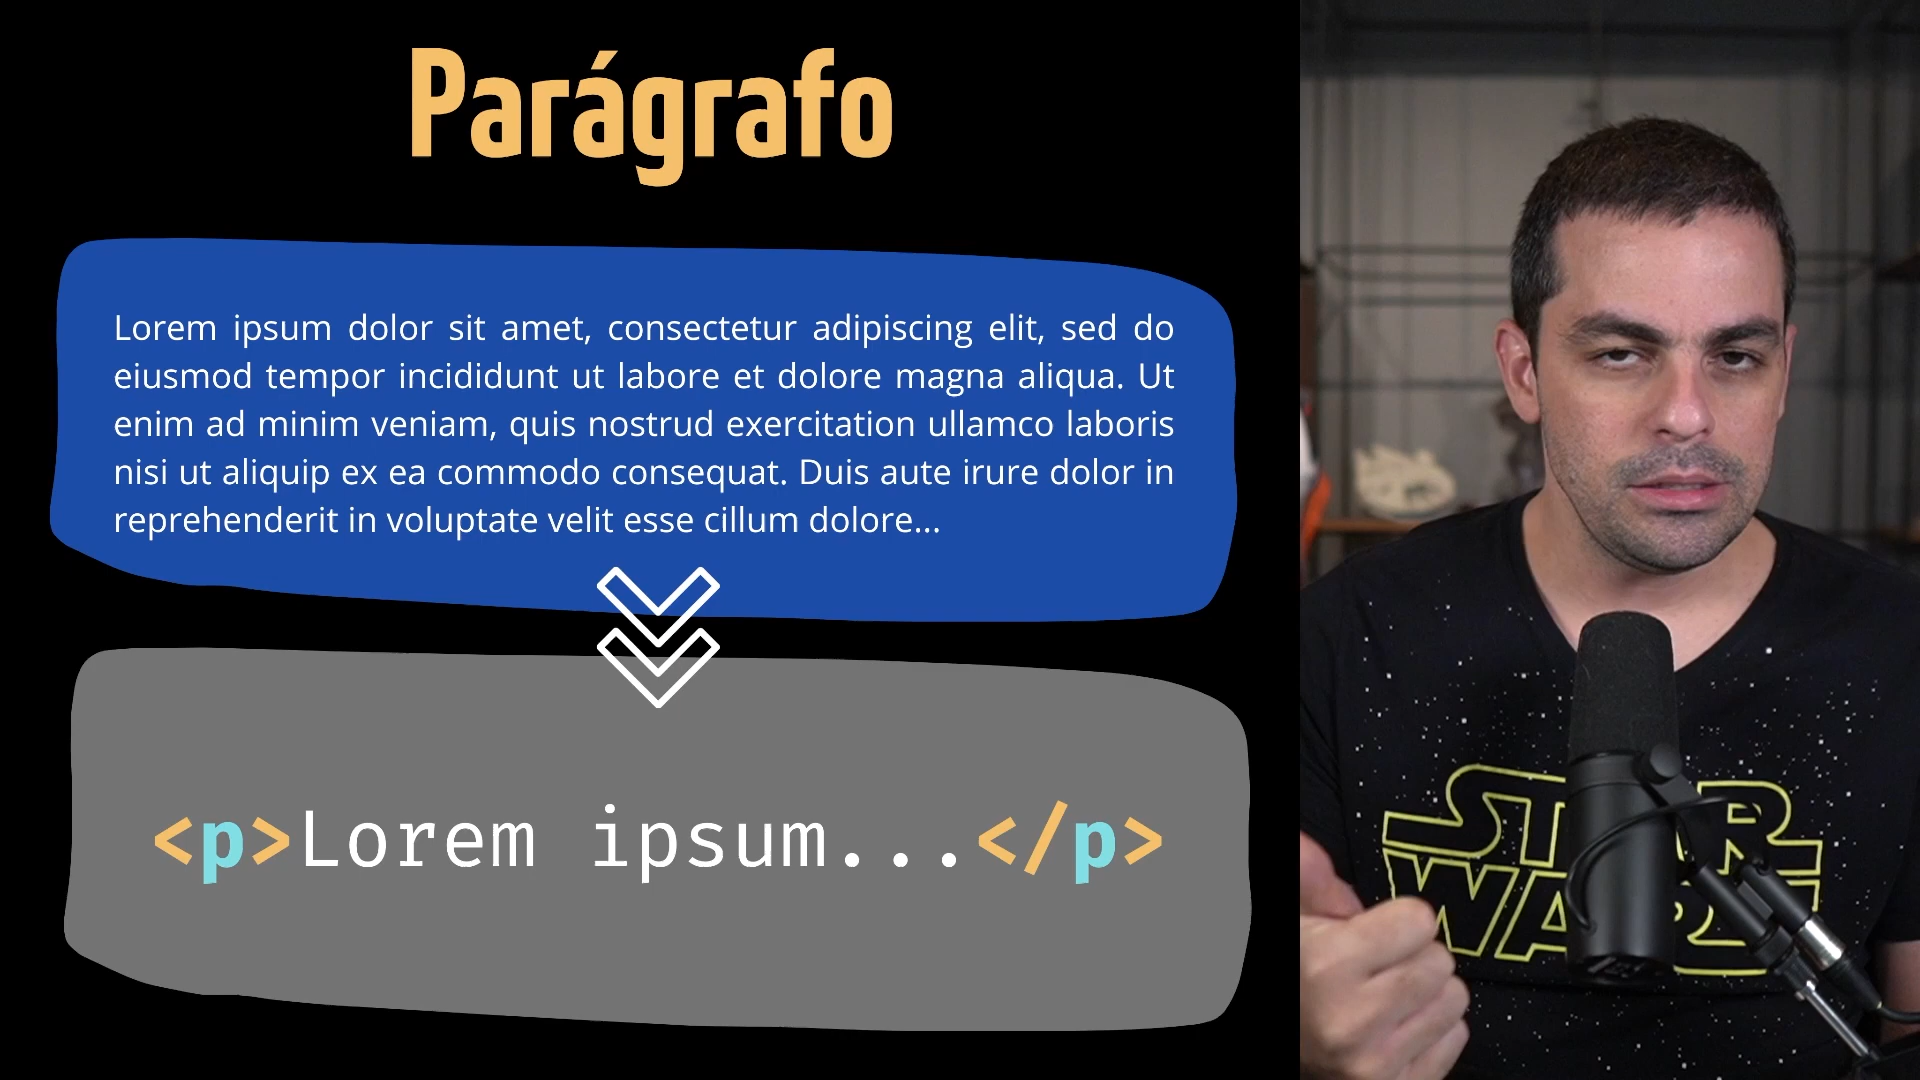 Parágrafo
Lorem ipsum dolor sit amet, consectetur adipiscing elit, sed do
eiusmod tempor incididunt ut labore et dolore magna aliqua. Ut
enim ad minim veniam, quis nostrud exercitation ullamco laboris
nisi ut aliquip ex ea commodo consequat. Duis aute irure dolor in
reprehenderit in voluptate velit esse cillum dolore...
<p>Lorem ipsum...</p>
STAR
WARS